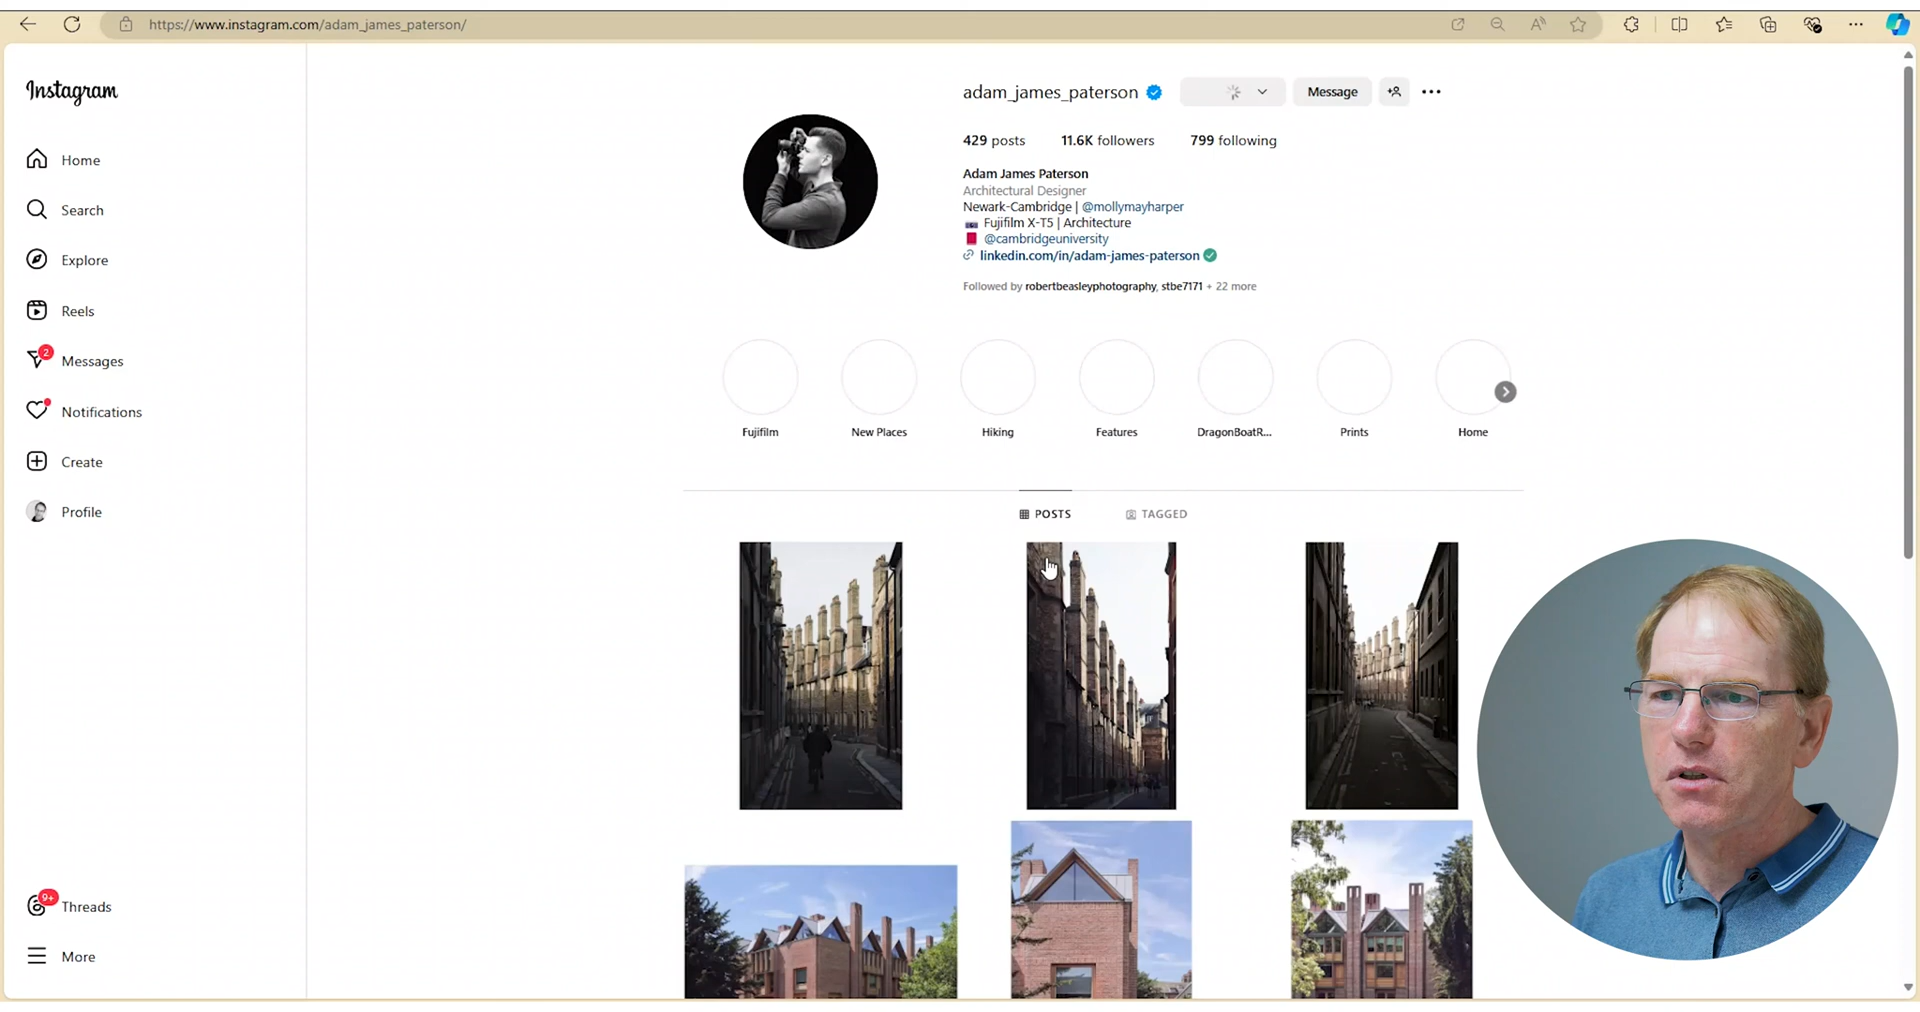 https://www.instagram.com/adam_james_paterson/
Instagram
Home
Search
Explore
Reels
2
Messages
Notifications
Create
Profile
9+
Threads
More
adam_james_paterson
Message
429 posts 11.6K followers 799 following
Adam James Paterson
Architectural Designer
Newark-Cambridge | @mollymayharper
Fujifilm X-T5 | Architecture
@cambridgeuniversity
linkedin.com/in/adam-james-paterson
Followed by robertbeasleyphotography, stbe7171 + 22 more
Fujifilm New Places Hiking Features DragonBoatR... Prints Home
POSTS TAGGED